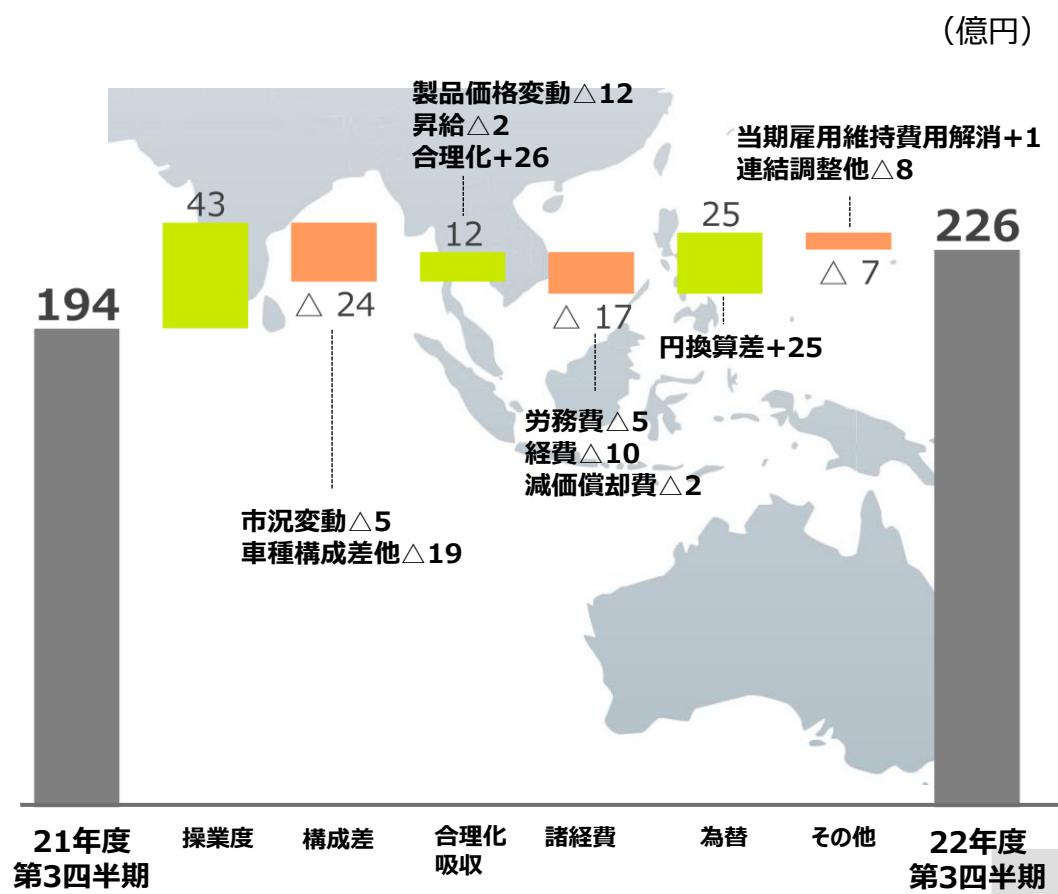 （億円）
製品価格変動△12
昇給△2
合理化+26
当期雇用維持費用解消+1
連結調整他△8
43
12
25
226
194
△ 24
△ 17
△ 7
円換算差+25
労務費△5
経費△10
減価償却費△2
市況変動△5
車種構成差他△19
21年度
第3四半期
操業度
構成差
合理化
吸収
諸経費
為替
その他
22年度
第3四半期